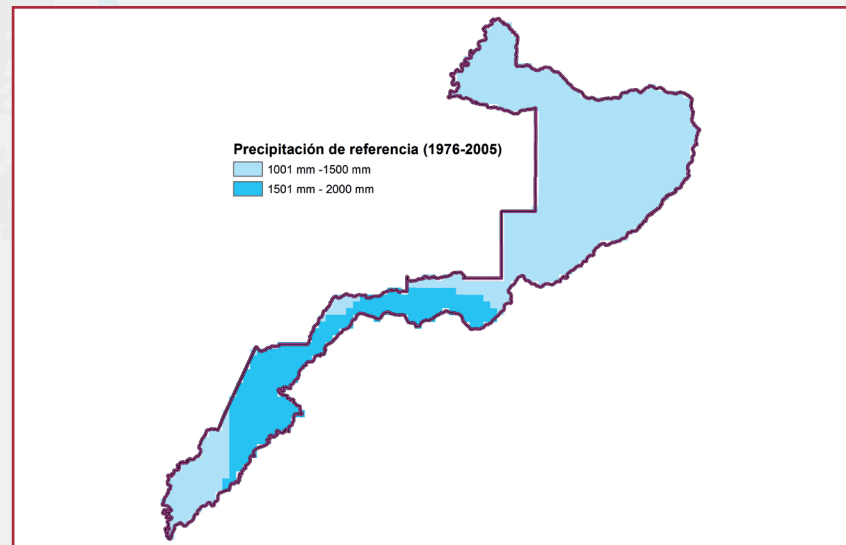 Precipitación de referencia (1976-2005)
1001 mm -1500 mm
1501 mm - 2000 mm